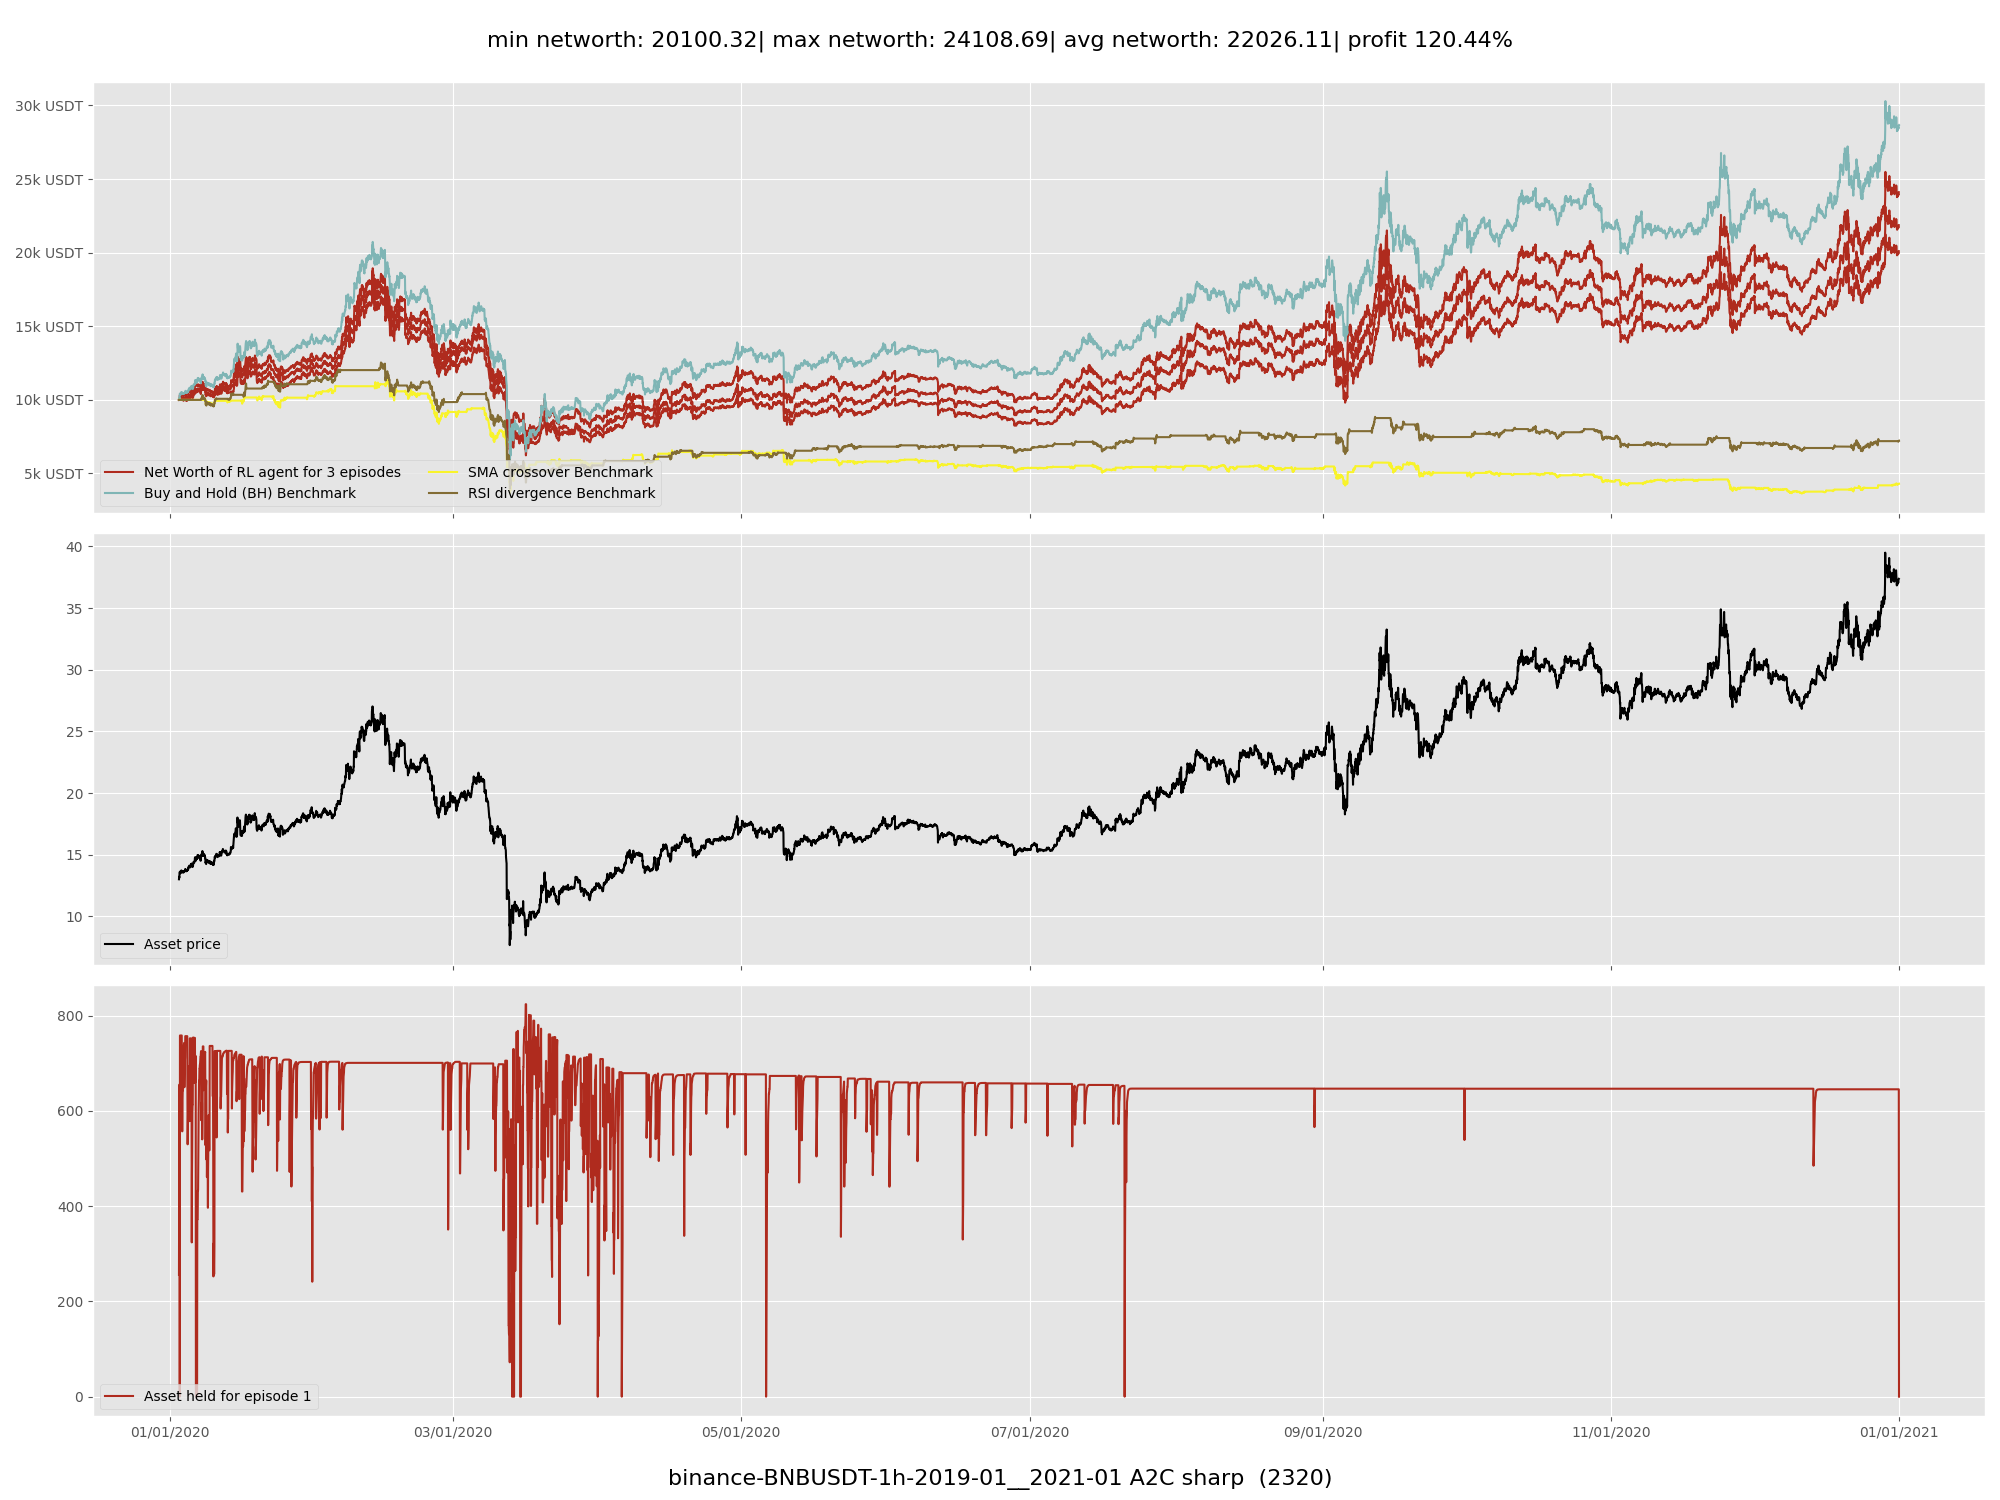 min networth: 20100.32| max networth: 24108.69| avg networth: 22026.11| profit 120.44%
30k USDT
25k USDT
20k USDT
15k USDT
10k USDT
5k USDT
Net Worth of RL agent for 3 episodes
Buy and Hold (BH) Benchmark
SMA crossover Benchmark
RSI divergence Benchmark
40
35
30
25
20
15
10
Asset price
800
600
400
200
0
Asset held for episode 1
01/01/2020 03/01/2020 05/01/2020 07/01/2020 09/01/2020 11/01/2020 01/01/2021
binance-BNBUSDT-1h-2019-01__2021-01 A2C sharp  (2320)